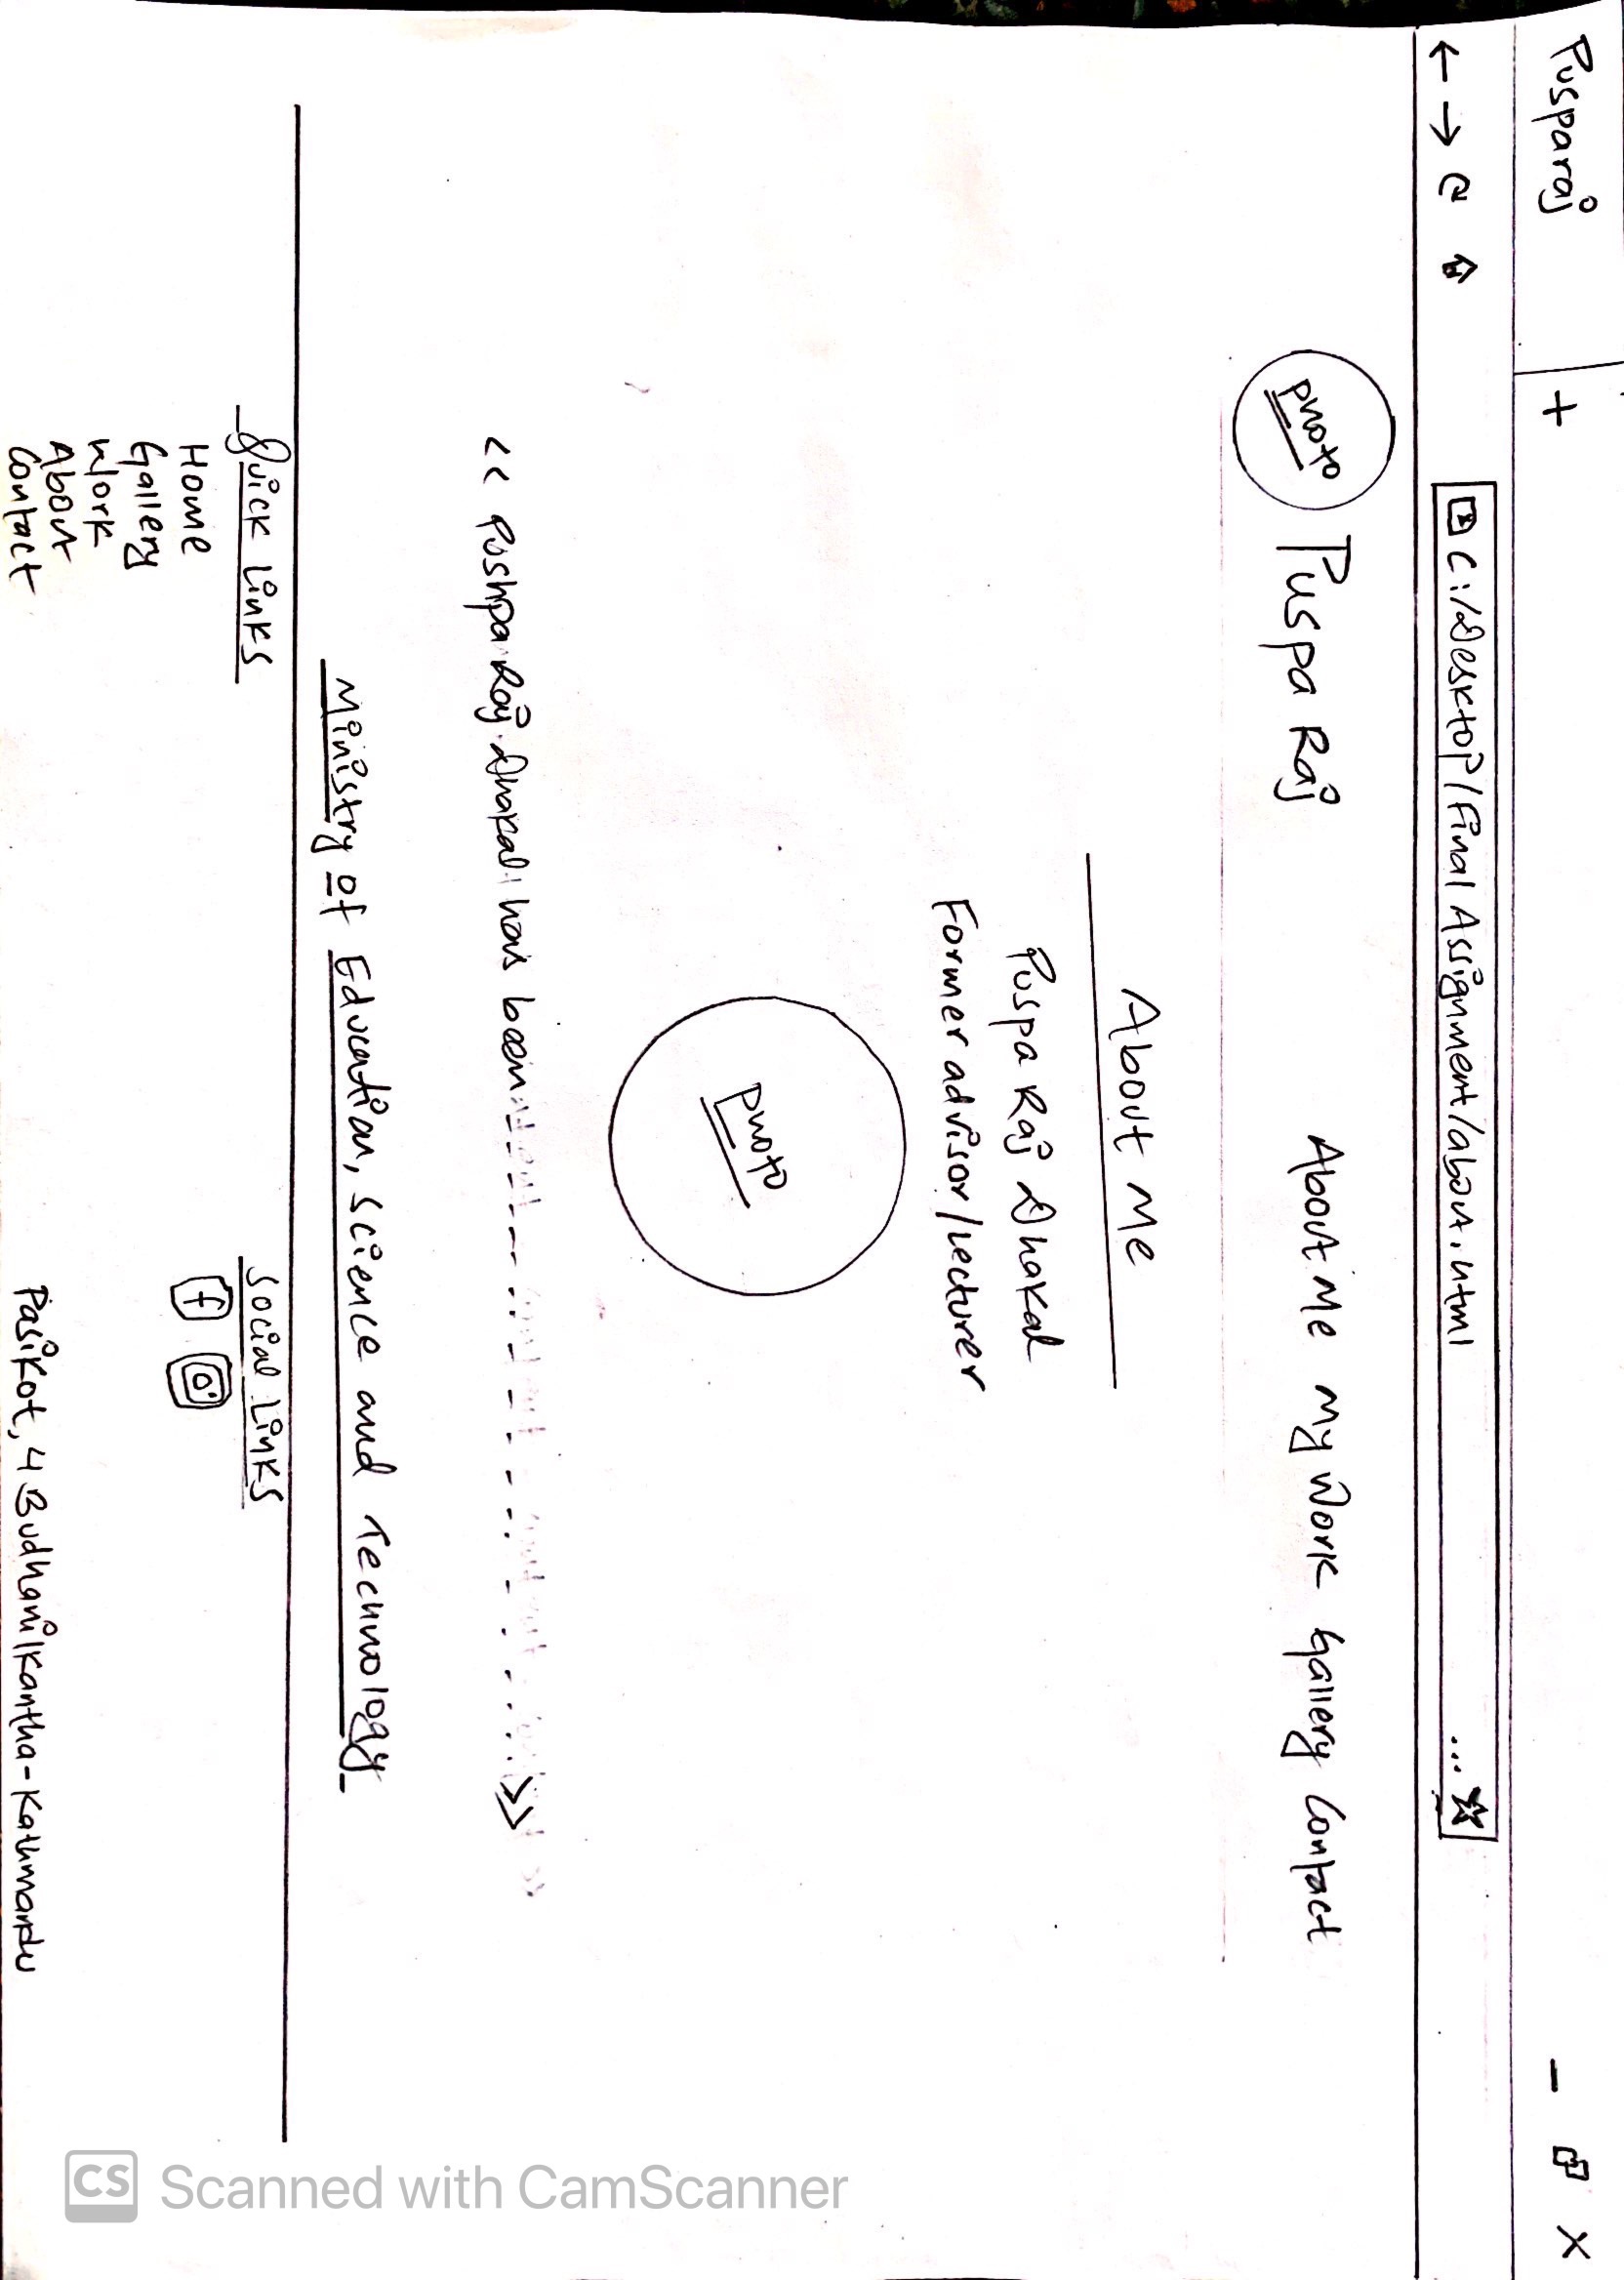 Pusparaj +
C:/Desktop/Final Assignment/about.html ...
photo
Puspa Raj
About Me My Work Gallery Contact
About Me
Puspa Raj Dhakal
Former advisor/Lecturer
photo
<< Pushpa Raj Dhakal has been
>>
Ministry of Education, Science and Technology
Quick Links
Home
Gallery
Work
About
Contact
Social Links
f
Pasikot, 4 Budhanilkantha - Kathmandu
CS Scanned with CamScanner